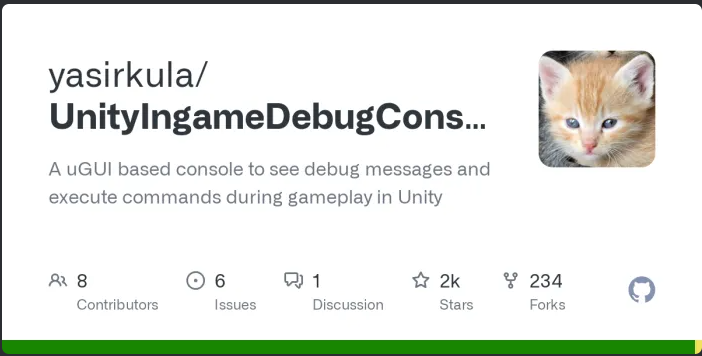 yasirkula/
UnityIngameDebugCons...
A uGUI based console to see debug messages and
execute commands during gameplay in Unity
8
Contributors
6
Issues
1
Discussion
2k
Stars
234
Forks